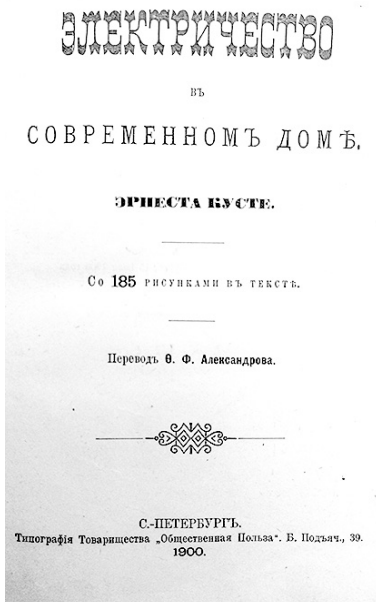 ЭЛЕКТРИЧЕСТВО
въ
СОВРЕМЕННОМЪ ДОМѢ.
ЭРНЕСТА КУСТЕ.
Со 185 рисунками въ текстѣ.
Переводъ Ѳ. Ф. Александрова.
С.-ПЕТЕРБУРГЪ.
Типографія Товарищества „Общественная Польза“. Б. Подъяч., 39.
1900.